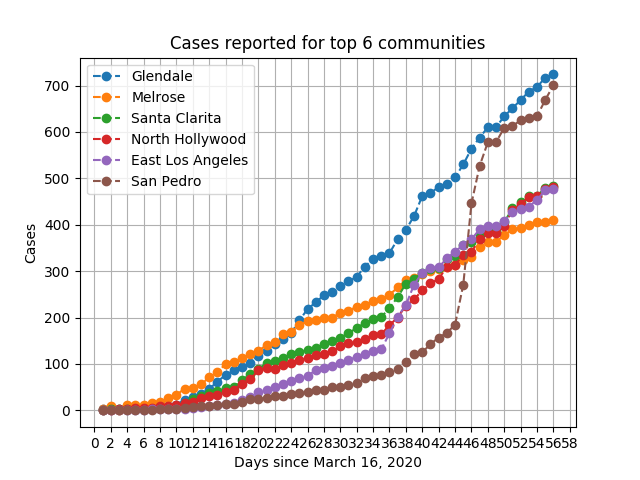 Cases reported for top 6 communities
Glendale
Melrose
Santa Clarita
North Hollywood
East Los Angeles
San Pedro
700
600
500
400
300
200
100
0
Cases
0 2 4 6 8 10 12 14 16 18 20 22 24 26 28 30 32 34 36 38 40 42 44 46 48 50 52 54 56 58
Days since March 16, 2020